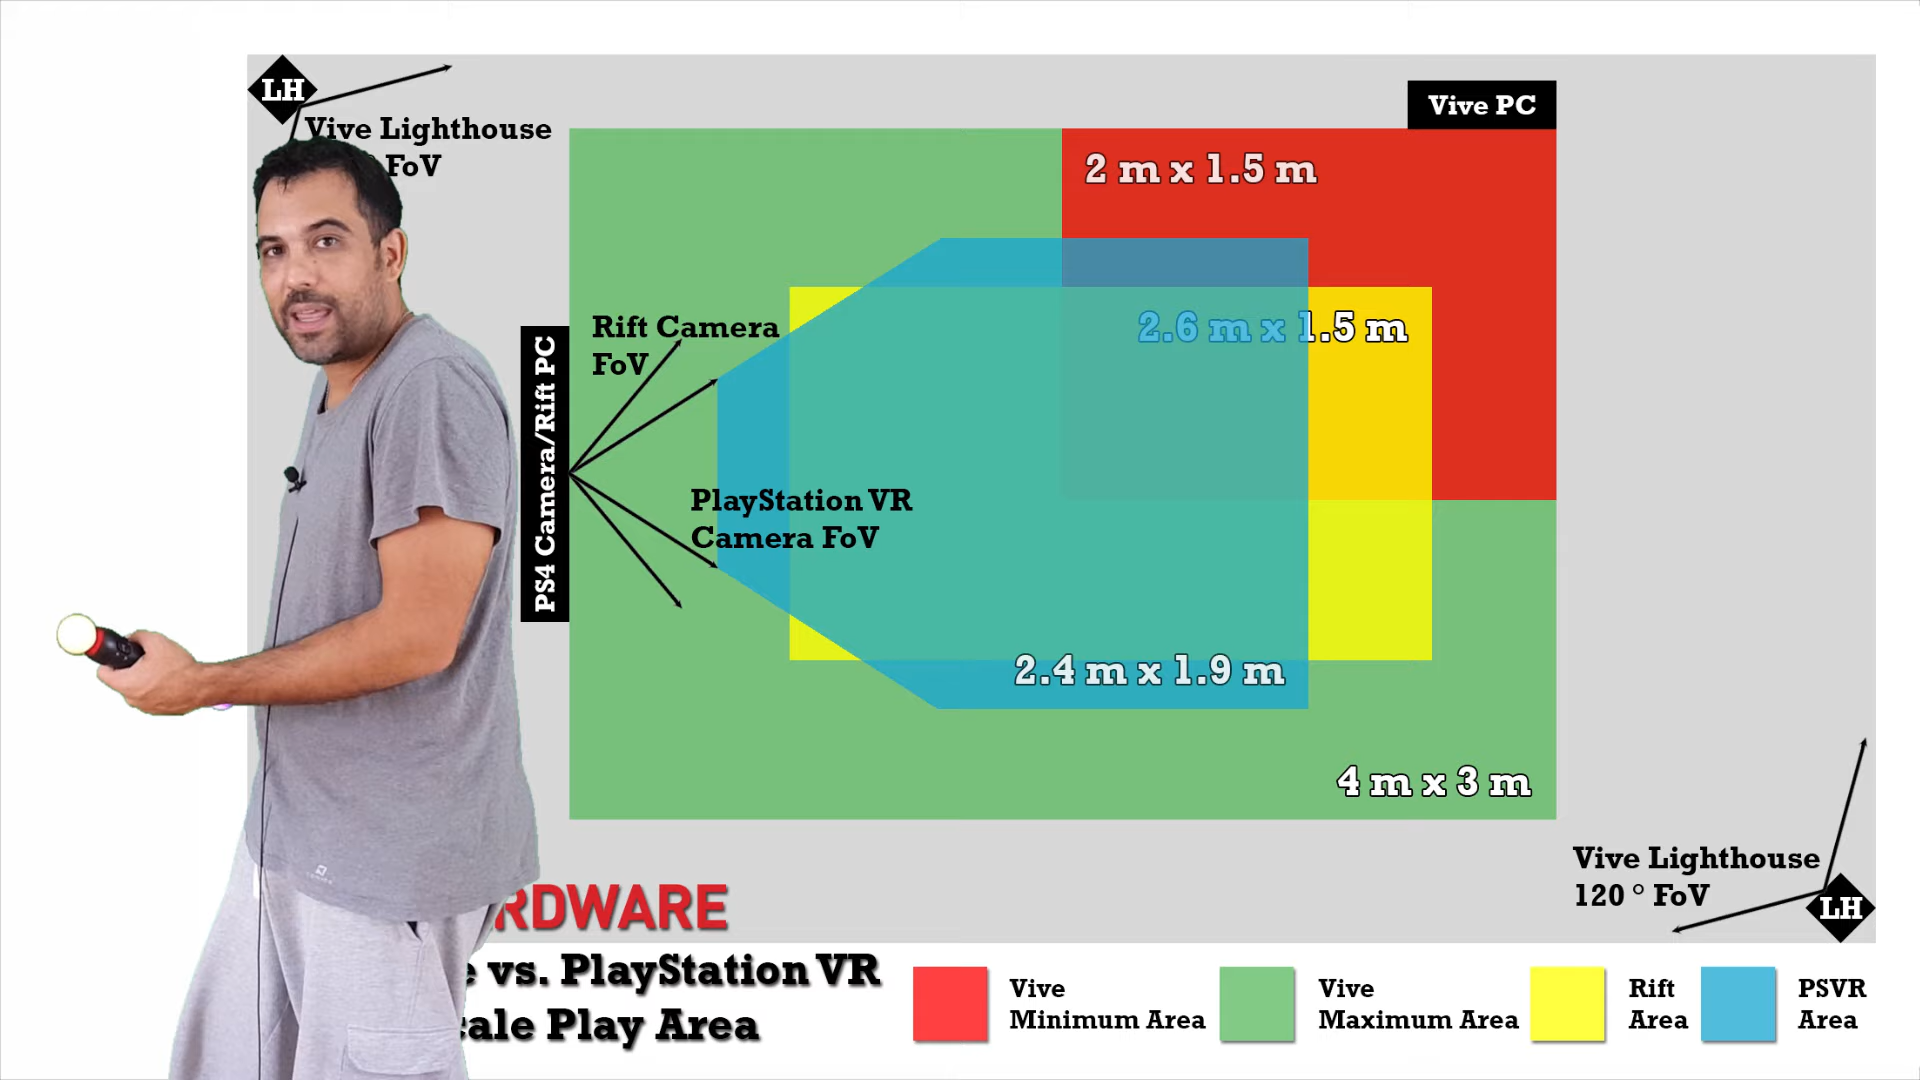 LH
Vive Lighthouse
FoV
Vive PC
2 m x 1.5 m
Rift Camera
FoV
2.6 m x 1.5 m
PS4 Camera/Rift PC
PlayStation VR
Camera FoV
2.4 m x 1.9 m
4 m x 3 m
Vive Lighthouse
120 ° FoV
LH
RDWARE
vs. PlayStation VR
cale Play Area
Vive
Minimum Area
Vive
Maximum Area
Rift
Area
PSVR
Area